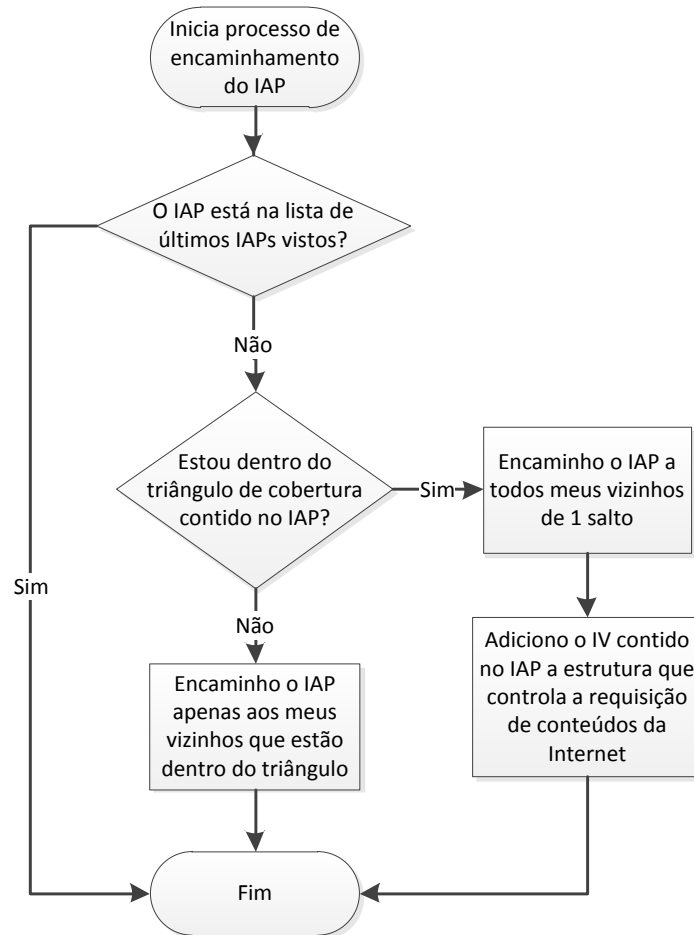 Inicia processo de
encaminhamento
do IAP
O IAP está na lista de
últimos IAPs vistos?
Não
Estou dentro do
triângulo de cobertura
contido no IAP?
Sim
Encaminho o IAP a
todos meus vizinhos
de 1 salto
Sim
Não
Adiciono o IV contido
no IAP a estrutura que
controla a requisição
de conteúdos da
Internet
Encaminho o IAP
apenas aos meus
vizinhos que estão
dentro do triângulo
Fim